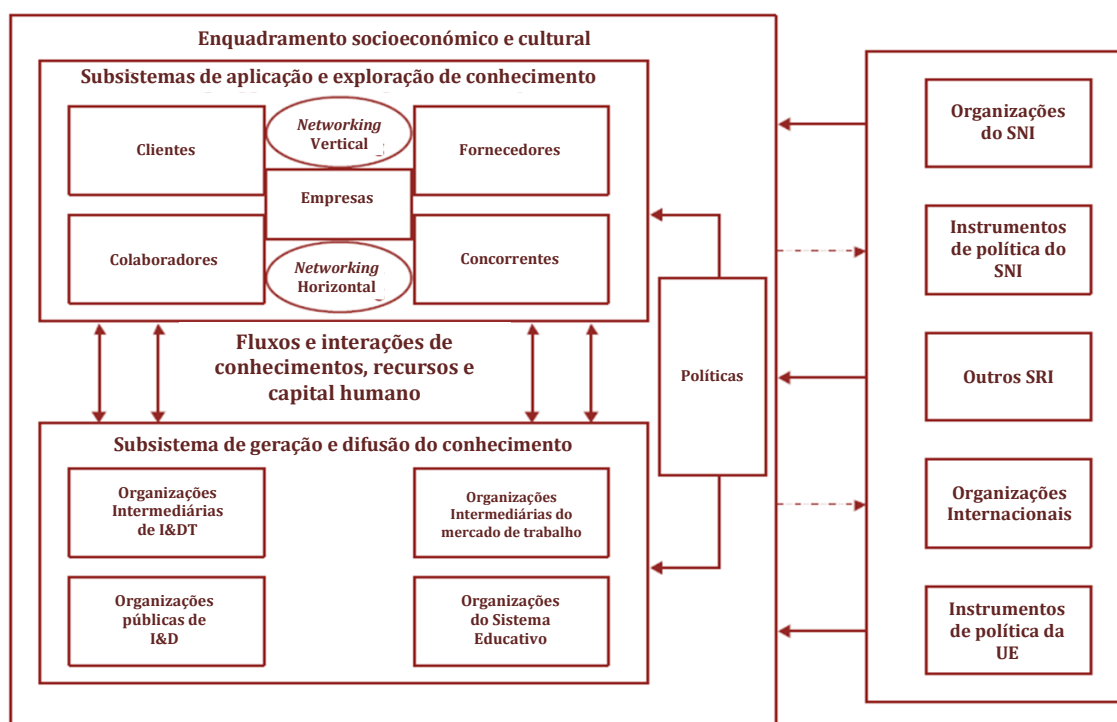 Enquadramento socioeconómico e cultural
Subsistemas de aplicação e exploração de conhecimento
Clientes
Networking
Vertical
Fornecedores
Empresas
Colaboradores
Networking
Horizontal
Concorrentes
Fluxos e interações de
conhecimentos, recursos e
capital humano
Subsistema de geração e difusão do conhecimento
Organizações
Intermediárias
de I&DT
Organizações
Intermediárias do
mercado de trabalho
Organizações
públicas de
I&D
Organizações
do Sistema
Educativo
Políticas
Organizações
do SNI
Instrumentos
de política do
SNI
Outros SRI
Organizações
Internacionais
Instrumentos
de política da
UE